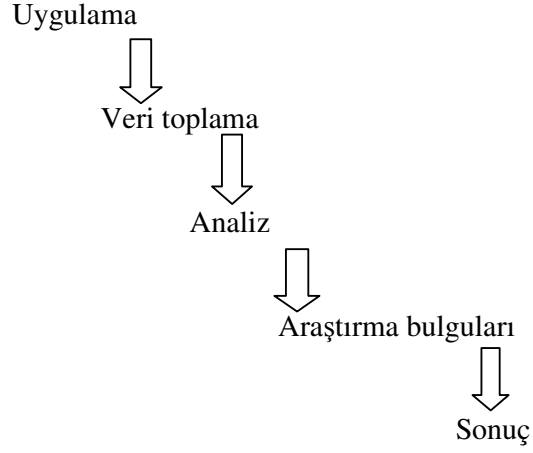 Uygulama
Veri toplama
Analiz
Araştırma bulguları
Sonuç